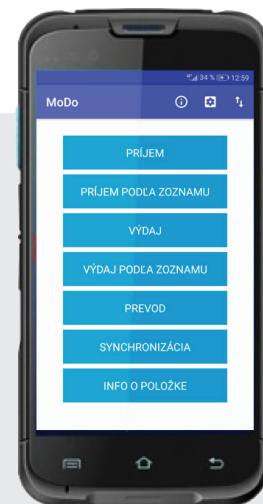 34 % 12:59
MoDo
PRÍJEM
PRÍJEM PODĽA ZOZNAMU
VÝDAJ
VÝDAJ PODĽA ZOZNAMU
PREVOD
SYNCHRONIZÁCIA
INFO O POLOŽKE